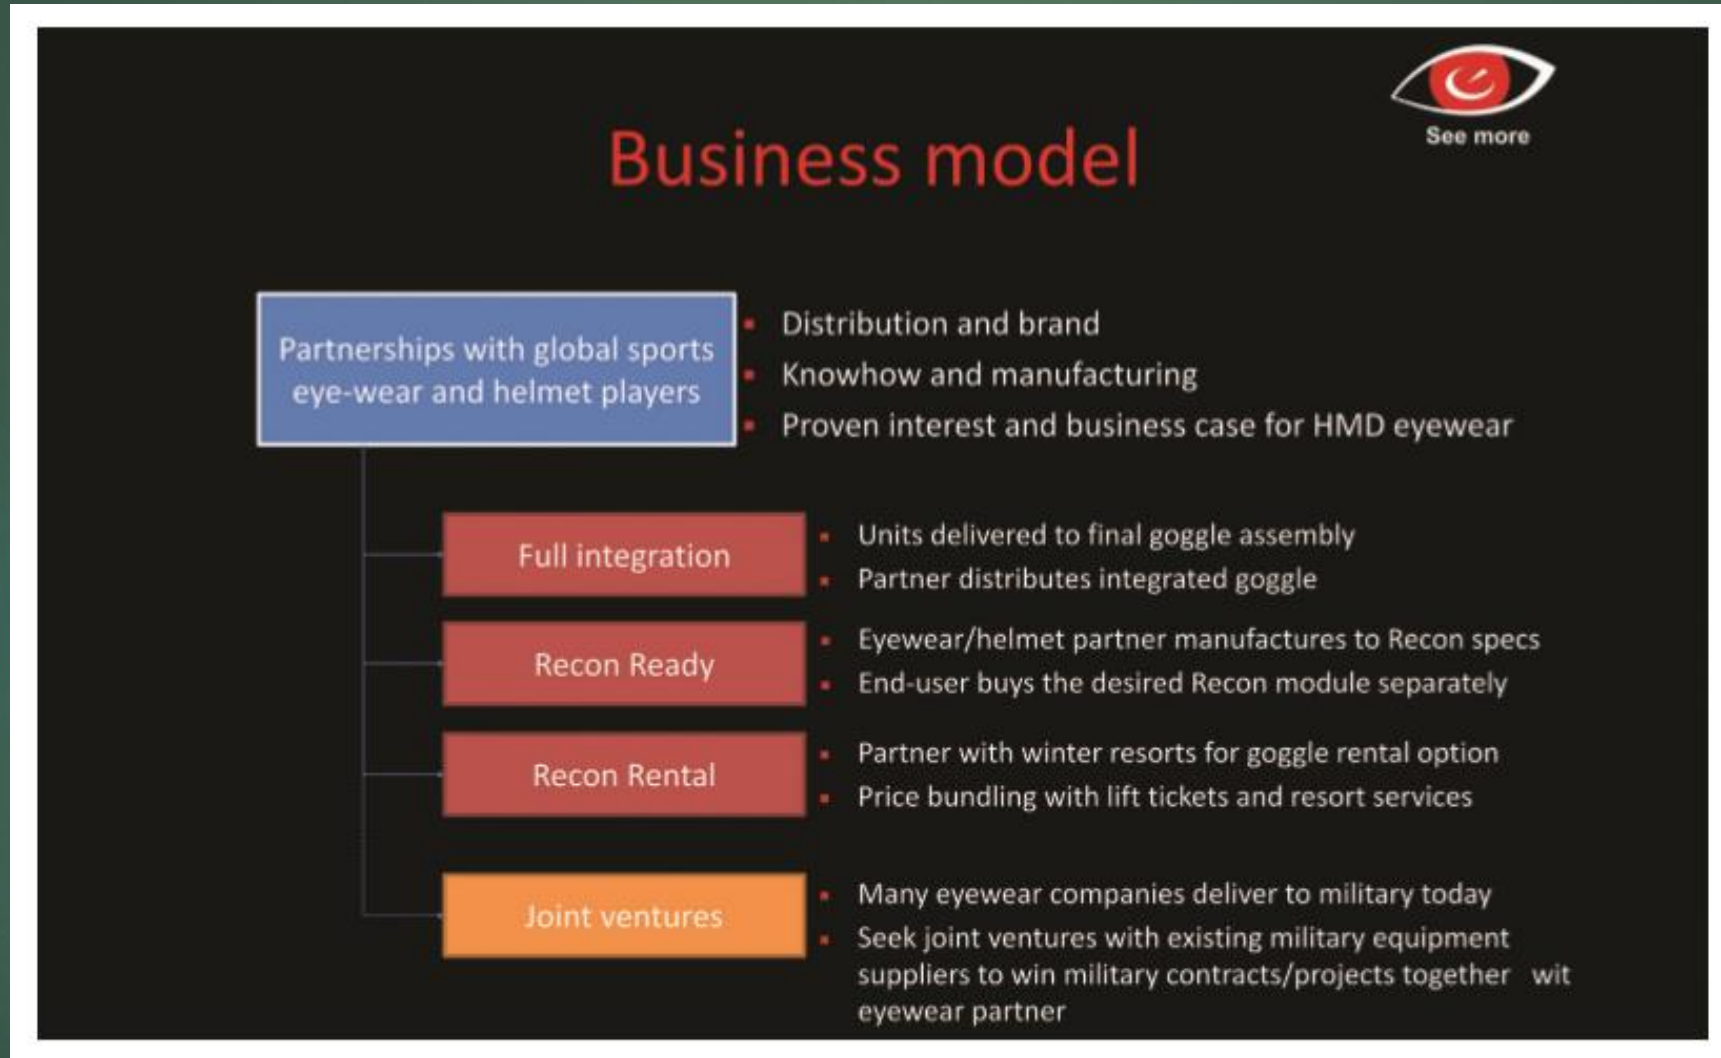 See more
Business model
Partnerships with global sports
eye-wear and helmet players
Distribution and brand
Knowhow and manufacturing
Proven interest and business case for HMD eyewear
Full integration
Units delivered to final goggle assembly
Partner distributes integrated goggle
Recon Ready
Eyewear/helmet partner manufactures to Recon specs
End-user buys the desired Recon module separately
Recon Rental
Partner with winter resorts for goggle rental option
Price bundling with lift tickets and resort services
Joint ventures
Many eyewear companies deliver to military today
Seek joint ventures with existing military equipment
suppliers to win military contracts/projects together wit
eyewear partner